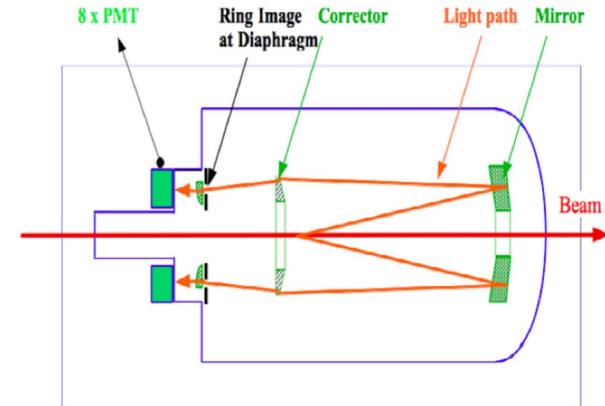 8 x PMT
Ring Image
at Diaphragm
Corrector
Light path
Mirror
Beam